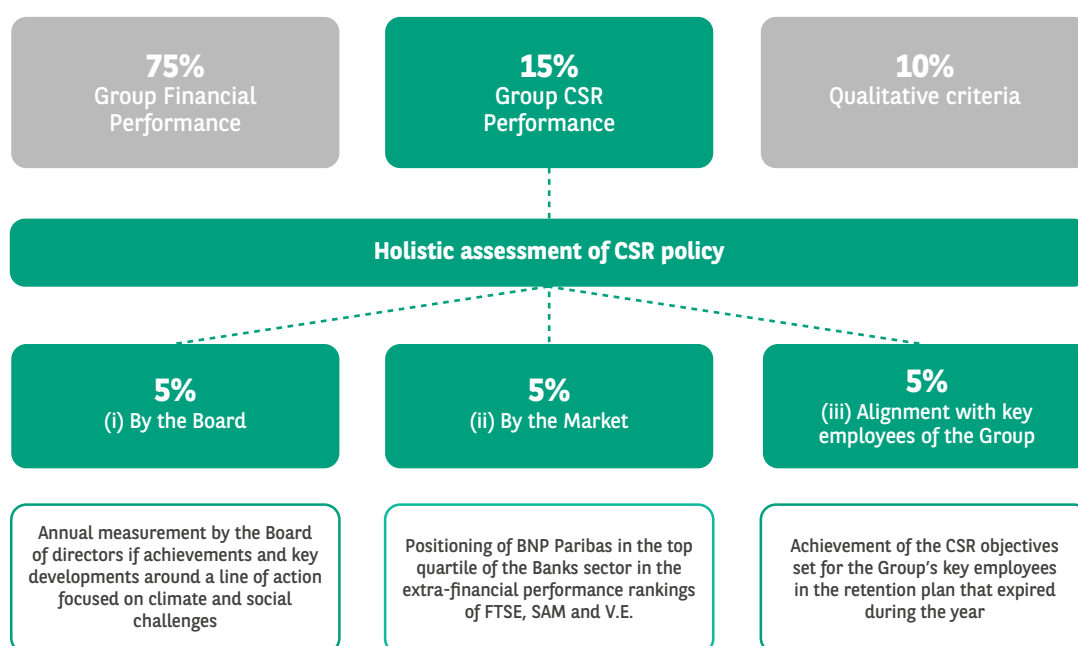 75%
Group Financial
Performance
15%
Group CSR
Performance
10%
Qualitative criteria
Holistic assessment of CSR policy
5%
(i) By the Board
5%
(ii) By the Market
5%
(iii) Alignment with key
employees of the Group
Annual measurement by the Board
of directors if achievements and key
developments around a line of action
focused on climate and social
challenges
Positioning of BNP Paribas in the top
quartile of the Banks sector in the
extra-financial performance rankings
of FTSE, SAM and V.E.
Achievement of the CSR objectives
set for the Group's key employees
in the retention plan that expired
during the year